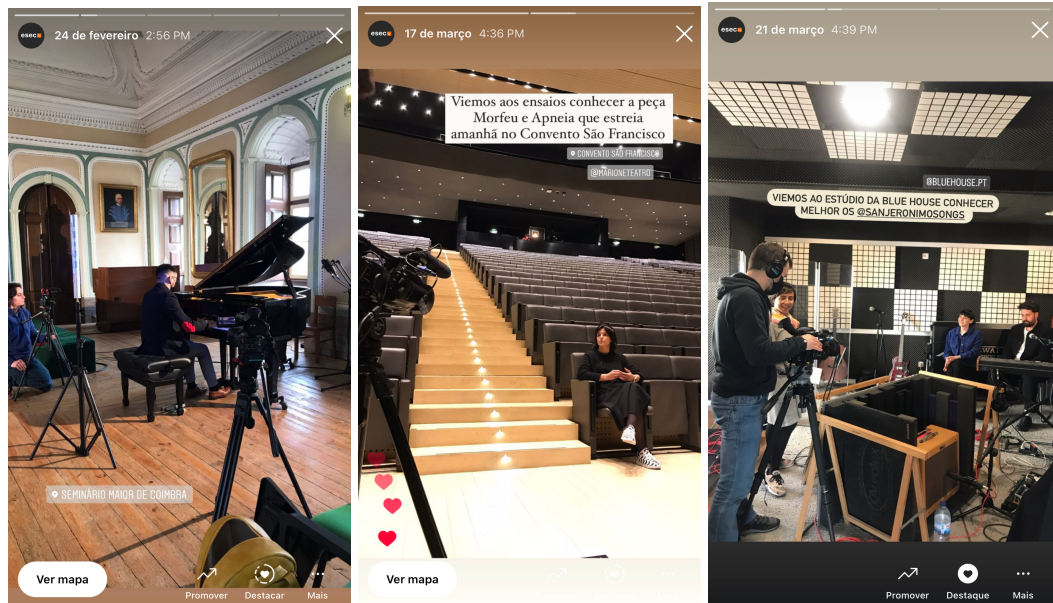 esec
24 de fevereiro 2:56 PM
SEMINÁRIO MAIOR DE COIMBRA
Ver mapa
Promover
Destacar
Mais
esec
17 de março 4:36 PM
Viemos aos ensaios conhecer a peça
Morfeu e Apneia que estreia
amanhã no Convento São Francisco
CONVENTO SÃO FRANCISCO
@MARIONETEATRO
Ver mapa
esec
21 de março 4:39 PM
@BLUEHOUSE.PT
VIEMOS AO ESTÚDIO DA BLUE HOUSE CONHECER
MELHOR OS @SANJERONIMOSONGS
Promover
Destaque
Mais